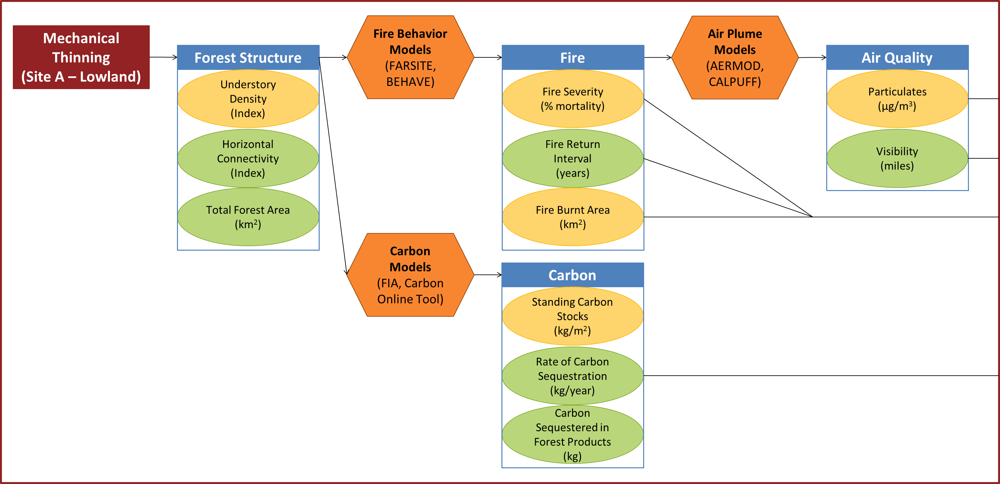 Mechanical
Thinning
(Site A – Lowland)
Forest Structure
Understory
Density
(Index)
Horizontal
Connectivity
(Index)
Total Forest Area
(km²)
Fire Behavior
Models
(FARSITE,
BEHAVE)
Fire
Fire Severity
(% mortality)
Fire Return
Interval
(years)
Fire Burnt Area
(km²)
Air Plume
Models
(AERMOD,
CALPUFF)
Air Quality
Particulates
(µg/m³)
Visibility
(miles)
Carbon
Models
(FIA, Carbon
Online Tool)
Carbon
Standing Carbon
Stocks
(kg/m²)
Rate of Carbon
Sequestration
(kg/year)
Carbon
Sequestered in
Forest Products
(kg)